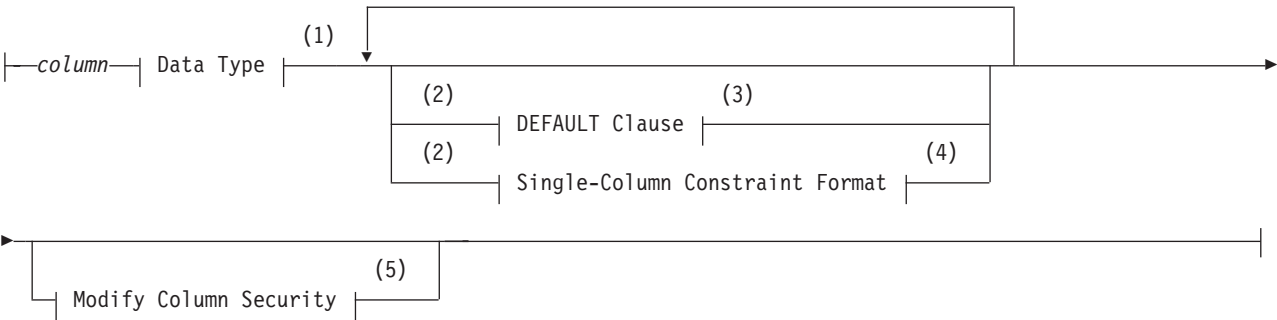 (1)
column Data Type
(2) (3)
DEFAULT Clause
(2) (4)
Single-Column Constraint Format
(5)
Modify Column Security